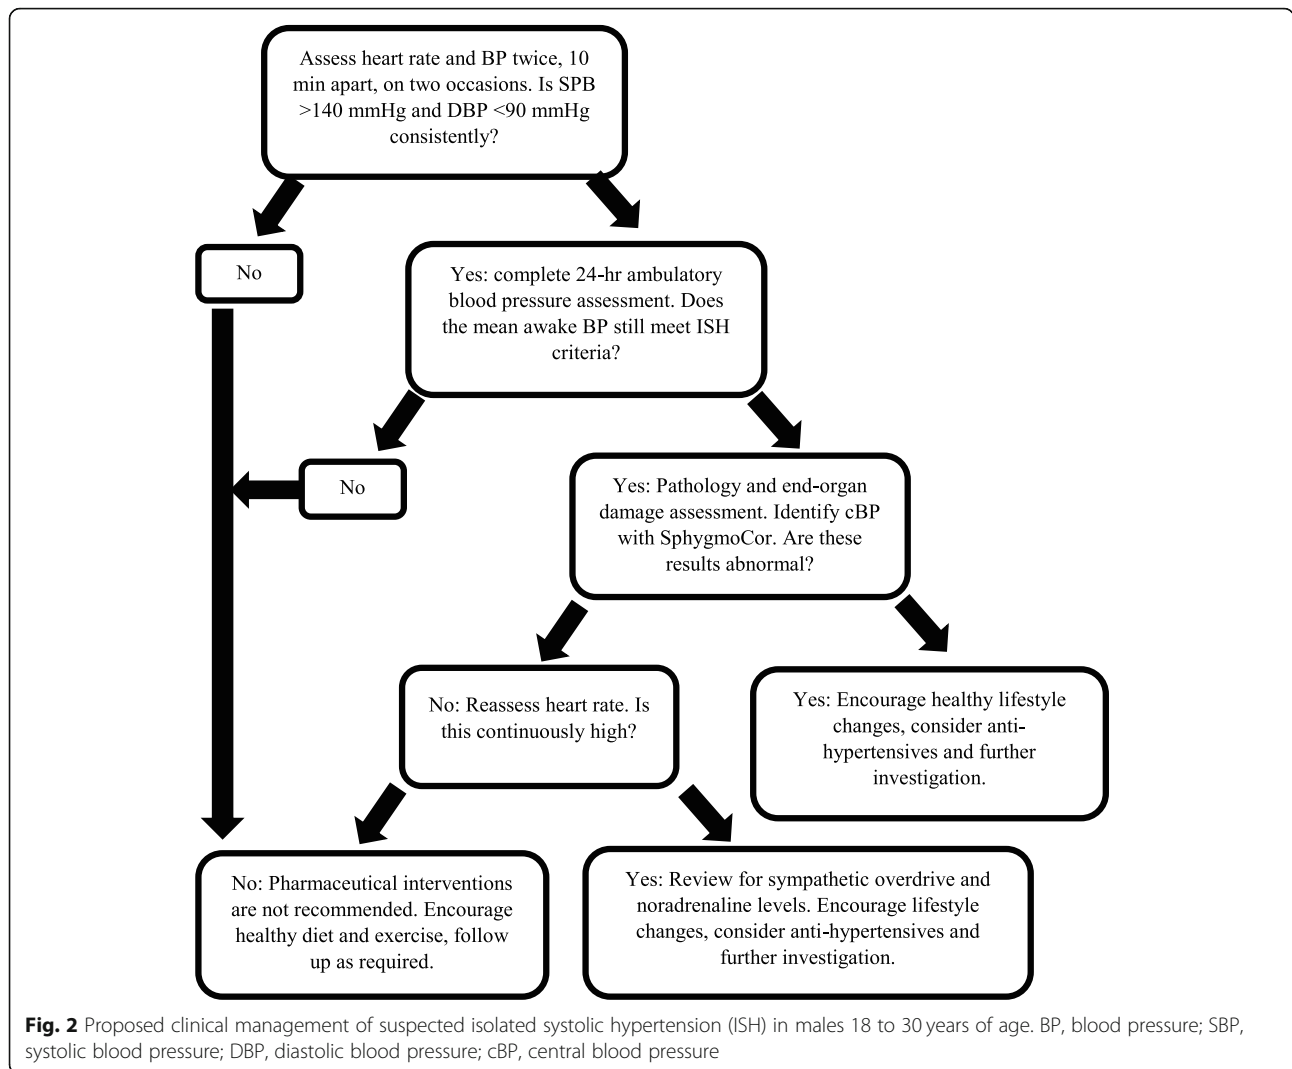 Assess heart rate and BP twice, 10
min apart, on two occasions. Is SPB
>140 mmHg and DBP <90 mmHg
consistently?
No
Yes: complete 24-hr ambulatory
blood pressure assessment. Does
the mean awake BP still meet ISH
criteria?
No
Yes: Pathology and end-organ
damage assessment. Identify cBP
with SphygmoCor. Are these
results abnormal?
No: Reassess heart rate. Is
this continuously high?
Yes: Encourage healthy lifestyle
changes, consider anti-
hypertensives and further
investigation.
No: Pharmaceutical interventions
are not recommended. Encourage
healthy diet and exercise, follow
up as required.
Yes: Review for sympathetic overdrive and
noradrenaline levels. Encourage lifestyle
changes, consider anti-hypertensives and
further investigation.
Fig. 2 Proposed clinical management of suspected isolated systolic hypertension (ISH) in males 18 to 30 years of age. BP, blood pressure; SBP,
systolic blood pressure; DBP, diastolic blood pressure; cBP, central blood pressure